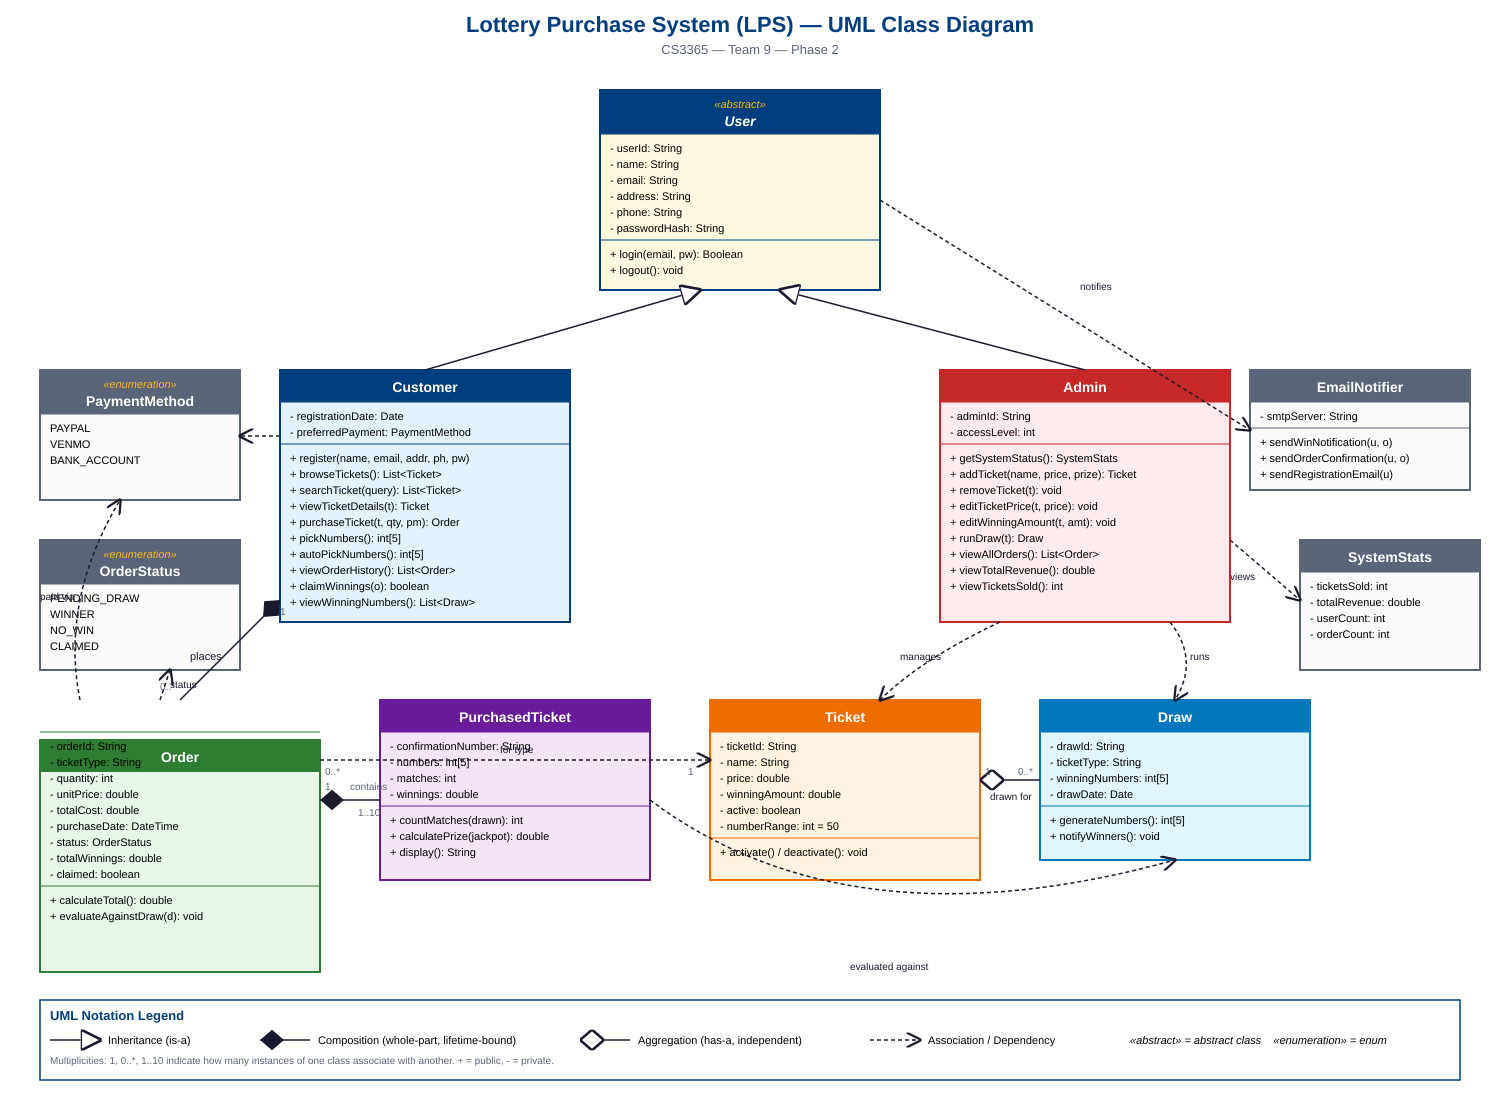 Lottery Purchase System (LPS) — UML Class Diagram
CS3365 — Team 9 — Phase 2
«abstract»
User
- userId: String
- name: String
- email: String
- address: String
- phone: String
- passwordHash: String
+ login(email, pw): Boolean
+ logout(): void
notifies
«enumeration»
PaymentMethod
PAYPAL
VENMO
BANK_ACCOUNT
Customer
- registrationDate: Date
- preferredPayment: PaymentMethod
+ register(name, email, addr, ph, pw)
+ browseTickets(): List<Ticket>
+ searchTicket(query): List<Ticket>
+ viewTicketDetails(t): Ticket
+ purchaseTicket(t, qty, pm): Order
+ pickNumbers(): int[5]
+ autoPickNumbers(): int[5]
+ viewOrderHistory(): List<Order>
+ claimWinnings(o): boolean
+ viewWinningNumbers(): List<Draw>
1
Admin
- adminId: String
- accessLevel: int
+ getSystemStatus(): SystemStats
+ addTicket(name, price, prize): Ticket
+ removeTicket(t): void
+ editTicketPrice(t, price): void
+ editWinningAmount(t, amt): void
+ runDraw(t): Draw
+ viewAllOrders(): List<Order>
+ viewTotalRevenue(): double
+ viewTicketsSold(): int
EmailNotifier
- smtpServer: String
+ sendWinNotification(u, o)
+ sendOrderConfirmation(u, o)
+ sendRegistrationEmail(u)
«enumeration»
OrderStatus
PENDING_DRAW
WINNER
NO_WIN
CLAIMED
places
status
views
SystemStats
- ticketsSold: int
- totalRevenue: double
- userCount: int
- orderCount: int
manages
runs
Order
- orderId: String
- ticketType: String
- quantity: int
- unitPrice: double
- totalCost: double
- purchaseDate: DateTime
- status: OrderStatus
- totalWinnings: double
- claimed: boolean
+ calculateTotal(): double
+ evaluateAgainstDraw(d): void
0..*
1
contains
1..10
PurchasedTicket
- confirmationNumber: String
- numbers: int[5]
- matches: int
- winnings: double
+ countMatches(drawn): int
+ calculatePrize(jackpot): double
+ display(): String
for type
1
Ticket
- ticketId: String
- name: String
- price: double
- winningAmount: double
- active: boolean
- numberRange: int = 50
+ activate() / deactivate(): void
1
0..*
drawn for
Draw
- drawId: String
- ticketType: String
- winningNumbers: int[5]
- drawDate: Date
+ generateNumbers(): int[5]
+ notifyWinners(): void
evaluated against
UML Notation Legend
Inheritance (is-a)
Composition (whole-part, lifetime-bound)
Aggregation (has-a, independent)
Association / Dependency
«abstract» = abstract class
«enumeration» = enum
Multiplicities: 1, 0..*, 1..10 indicate how many instances of one class associate with another. + = public, - = private.